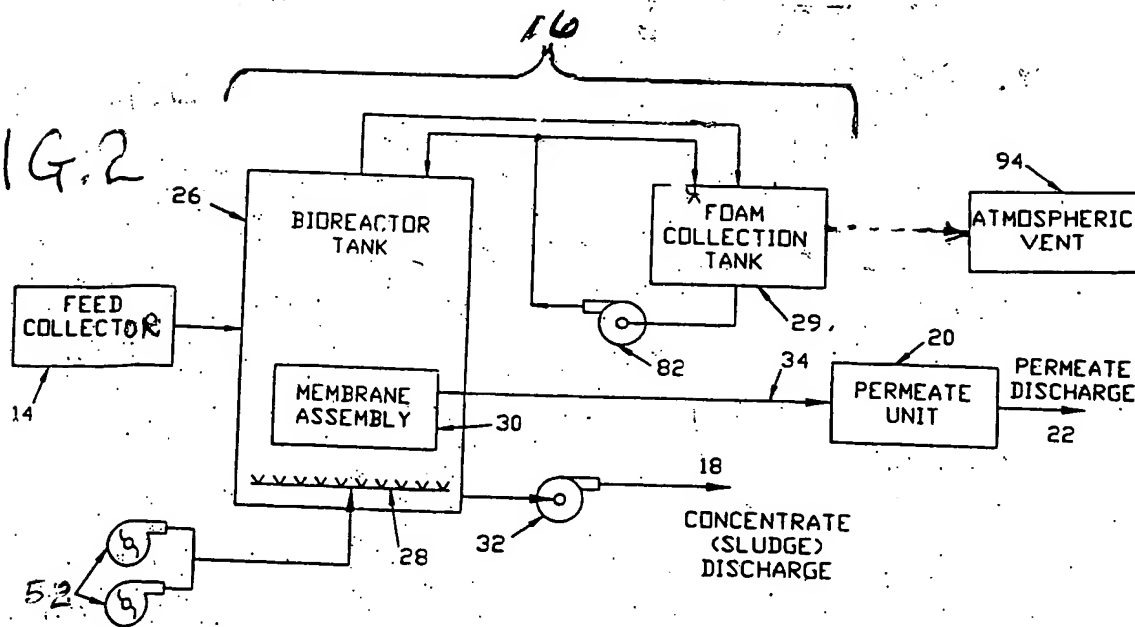 16
IG.2
26
BIOREACTOR
TANK
FOAM
COLLECTION
TANK
94
ATMOSPHERIC
VENT
FEED
COLLECTOR
14
29
82
20
34
PERMEATE
UNIT
PERMEATE
DISCHARGE
22
MEMBRANE
ASSEMBLY
30
28
32
18
CONCENTRATE
(SLUDGE)
DISCHARGE
52